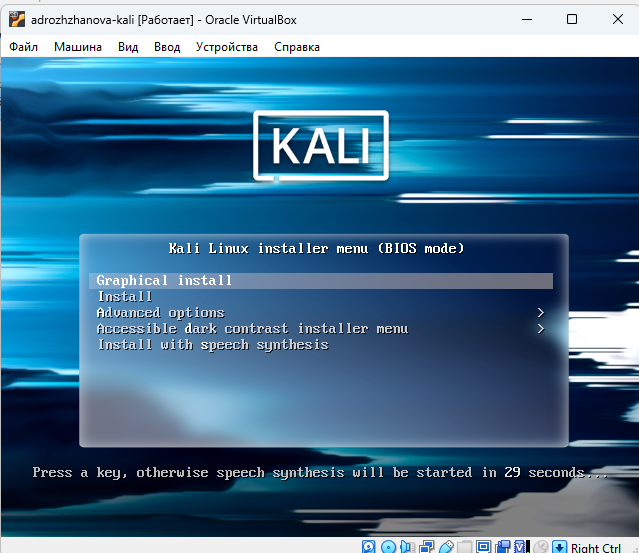 adrozhzhanova-kali [Работает] - Oracle VirtualBox
Файл Машина Вид Ввод Устройства Справка
KALI
Kali Linux installer menu (BIOS mode)
Graphical install
Install
Advanced options >
Accessible dark contrast installer menu >
Install with speech synthesis
Press a key, otherwise speech synthesis will be started in 29 seconds...
Right Ctrl